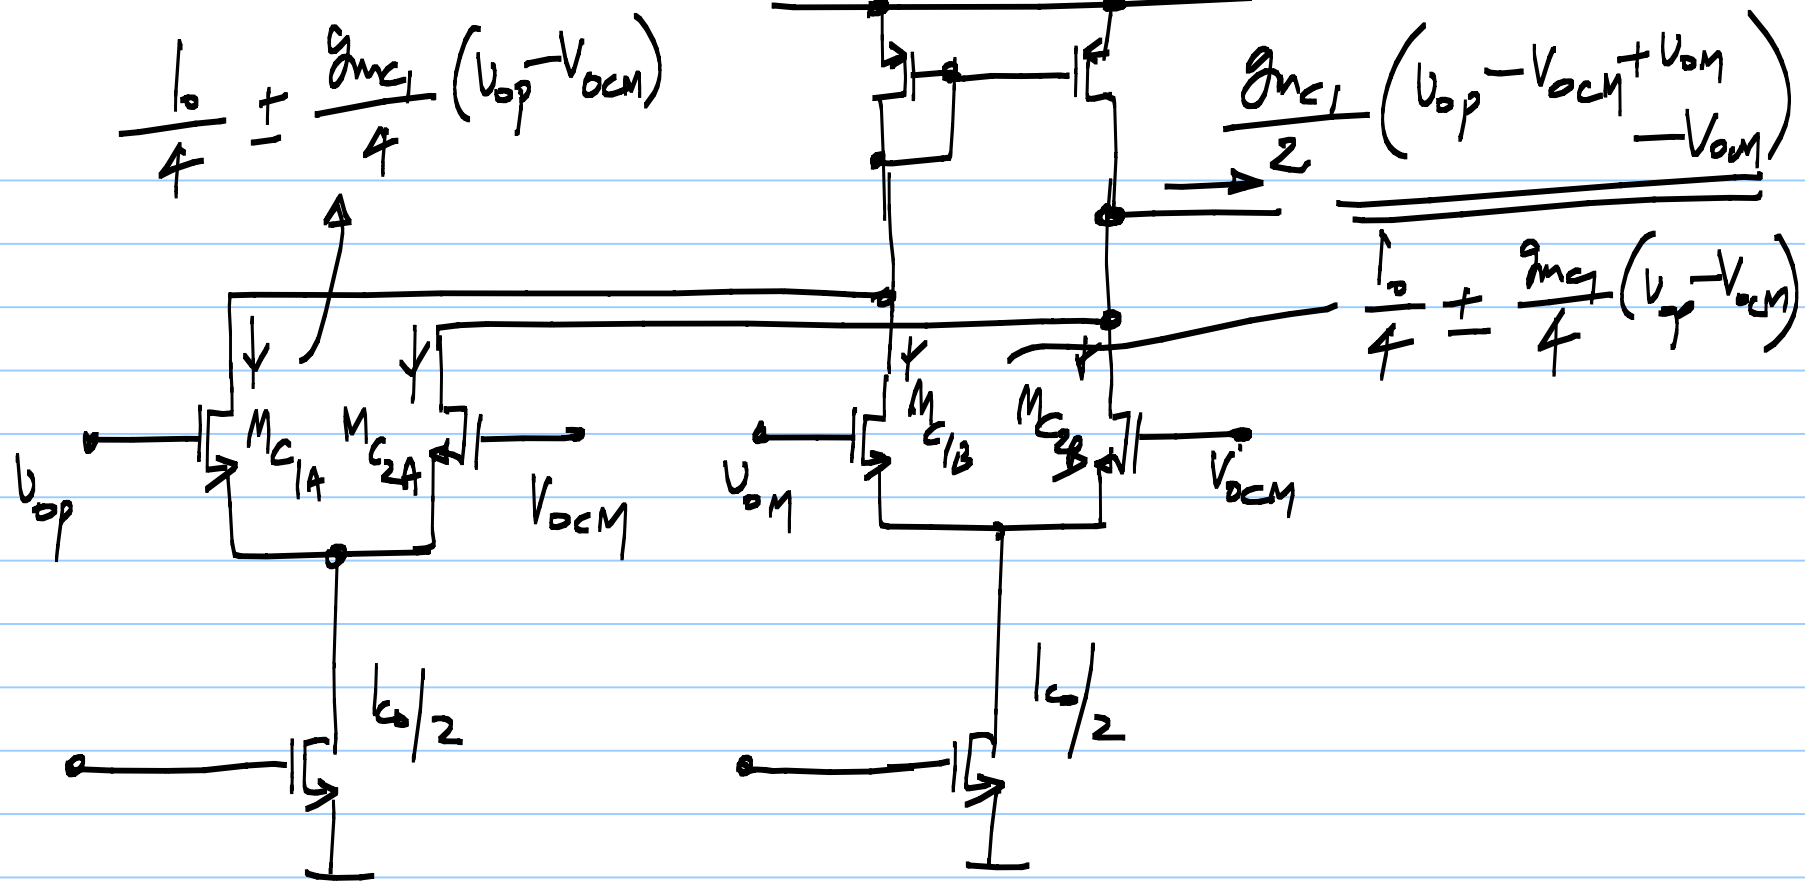 I₀/4 ± g_mC1/4 (V_op − V_OCM)
g_mC1/2 (V_op − V_OCM + V_OM − V_OCM)
I₀/4 ± g_mC1/4 (V_op − V_OCM)
M_C1A M_C2A M_C1B M_C2B
V_op V_OCM V_OM V_OCM
I_C0/2 I_C0/2